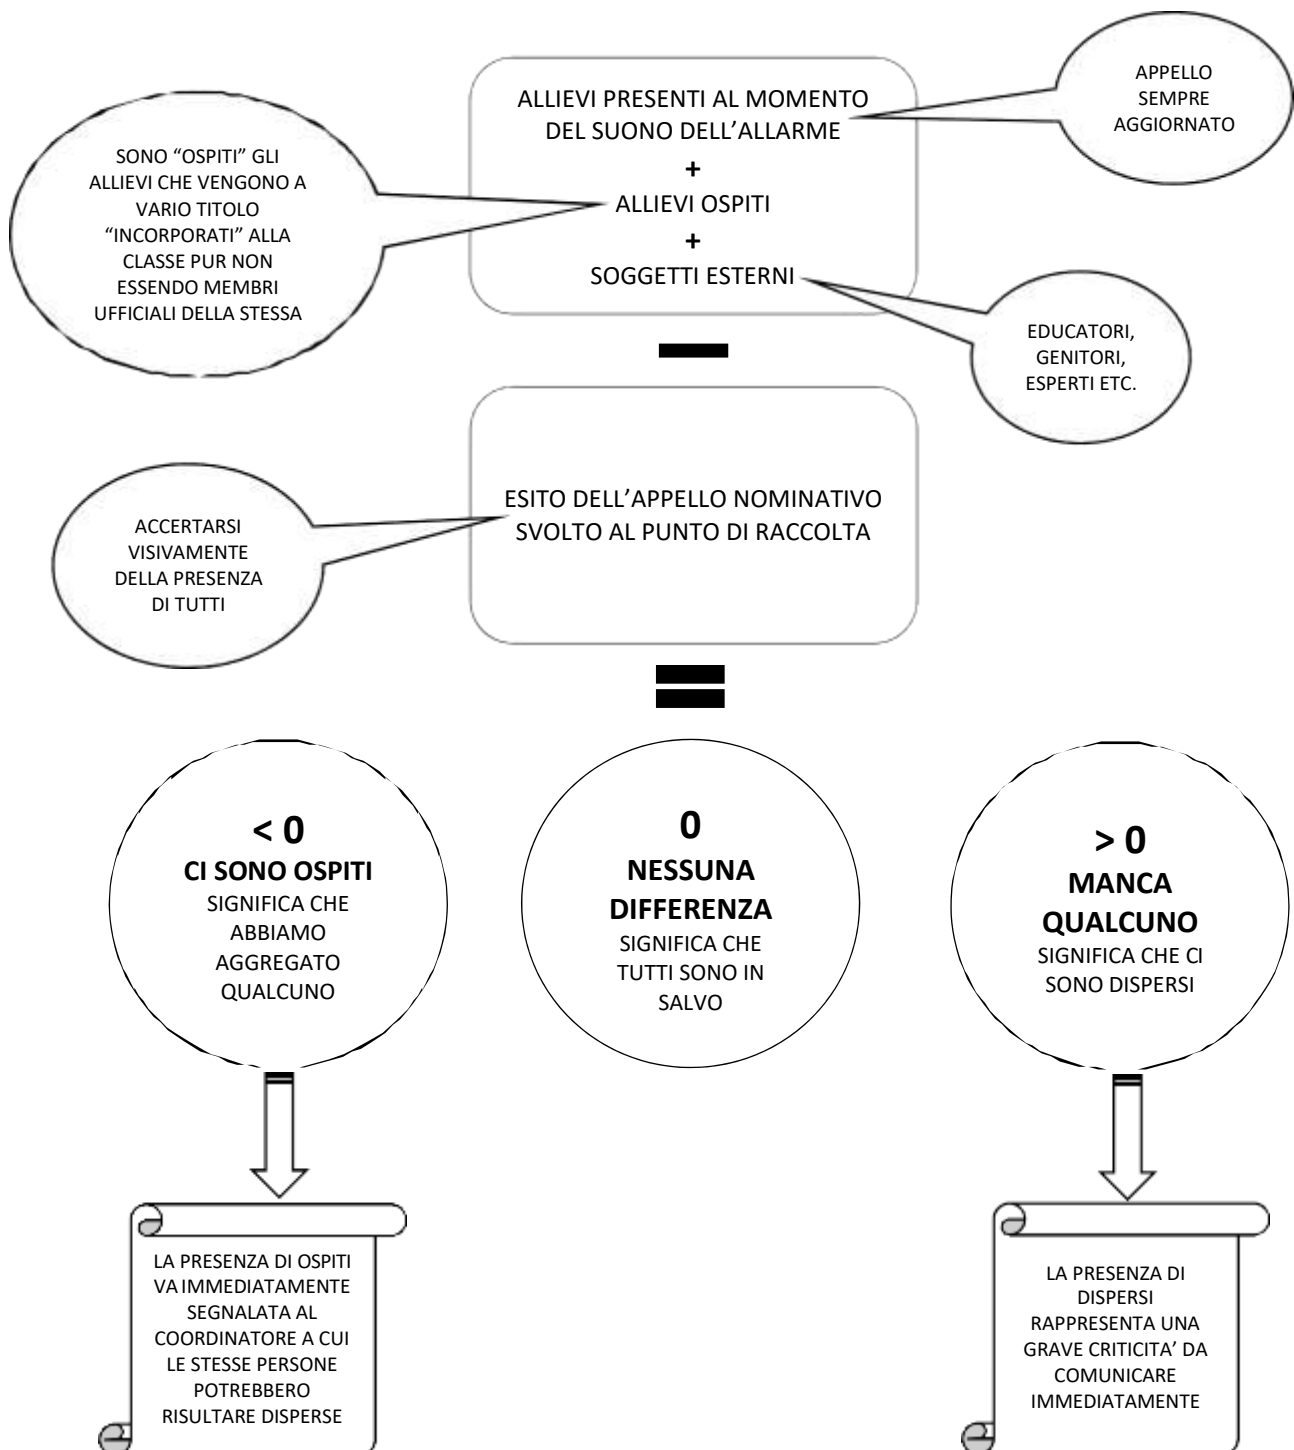 ALLIEVI PRESENTI AL MOMENTO
DEL SUONO DELL’ALLARME
+
ALLIEVI OSPITI
+
SOGGETTI ESTERNI
APPELLO
SEMPRE
AGGIORNATO
SONO “OSPITI” GLI
ALLIEVI CHE VENGONO A
VARIO TITOLO
“INCORPORATI” ALLA
CLASSE PUR NON
ESSENDO MEMBRI
UFFICIALI DELLA STESSA
EDUCATORI,
GENITORI,
ESPERTI ETC.
ESITO DELL’APPELLO NOMINATIVO
SVOLTO AL PUNTO DI RACCOLTA
ACCERTARSI
VISIVAMENTE
DELLA PRESENZA
DI TUTTI
< 0
CI SONO OSPITI
SIGNIFICA CHE
ABBIAMO
AGGREGATO
QUALCUNO
0
NESSUNA
DIFFERENZA
SIGNIFICA CHE
TUTTI SONO IN
SALVO
> 0
MANCA
QUALCUNO
SIGNIFICA CHE CI
SONO DISPERSI
LA PRESENZA DI OSPITI
VA IMMEDIATAMENTE
SEGNALATA AL
COORDINATORE A CUI
LE STESSE PERSONE
POTREBBERO
RISULTARE DISPERSE
LA PRESENZA DI
DISPERSI
RAPPRESENTA UNA
GRAVE CRITICITA’ DA
COMUNICARE
IMMEDIATAMENTE